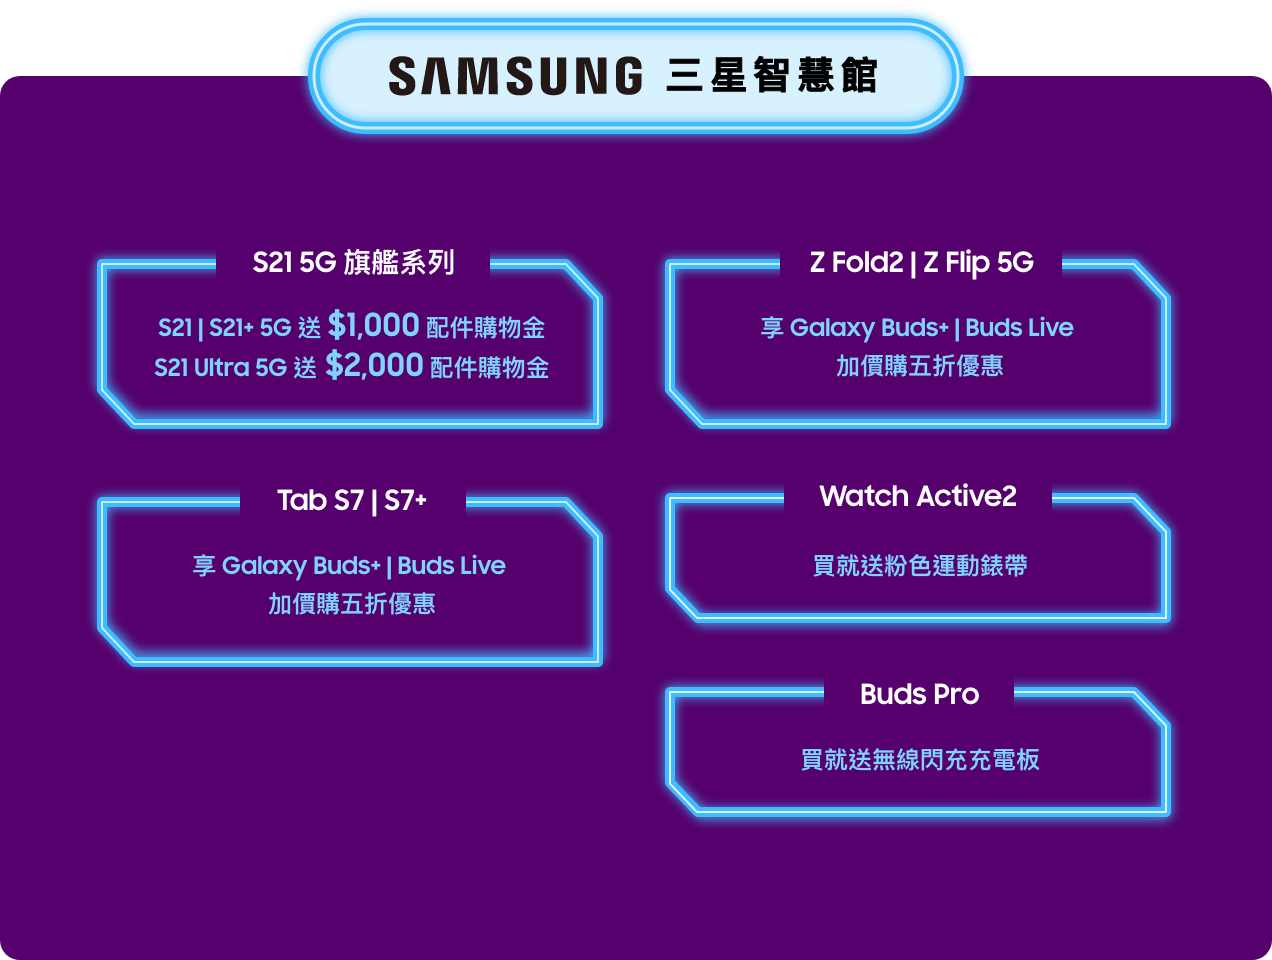 SAMSUNG 三星智慧館
S21 5G 旗艦系列
S21 | S21+ 5G 送 $1,000 配件購物金
S21 Ultra 5G 送 $2,000 配件購物金
Z Fold2 | Z Flip 5G
享 Galaxy Buds+ | Buds Live
加價購五折優惠
Tab S7 | S7+
享 Galaxy Buds+ | Buds Live
加價購五折優惠
Watch Active2
買就送粉色運動錶帶
Buds Pro
買就送無線閃充充電板